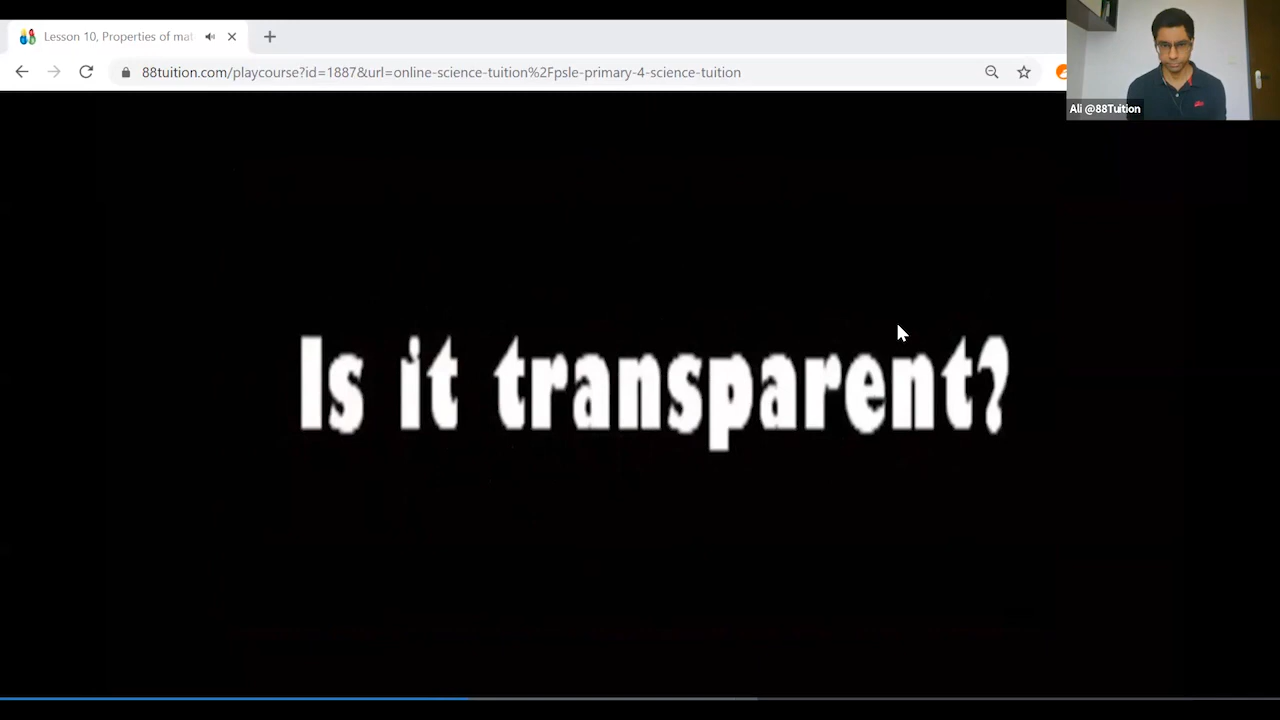 Lesson 10, Properties of mat
88tuition.com/playcourse?id=1887&url=online-science-tuition%2Fpsle-primary-4-science-tuition
Ali @88Tuition
Is it transparent?